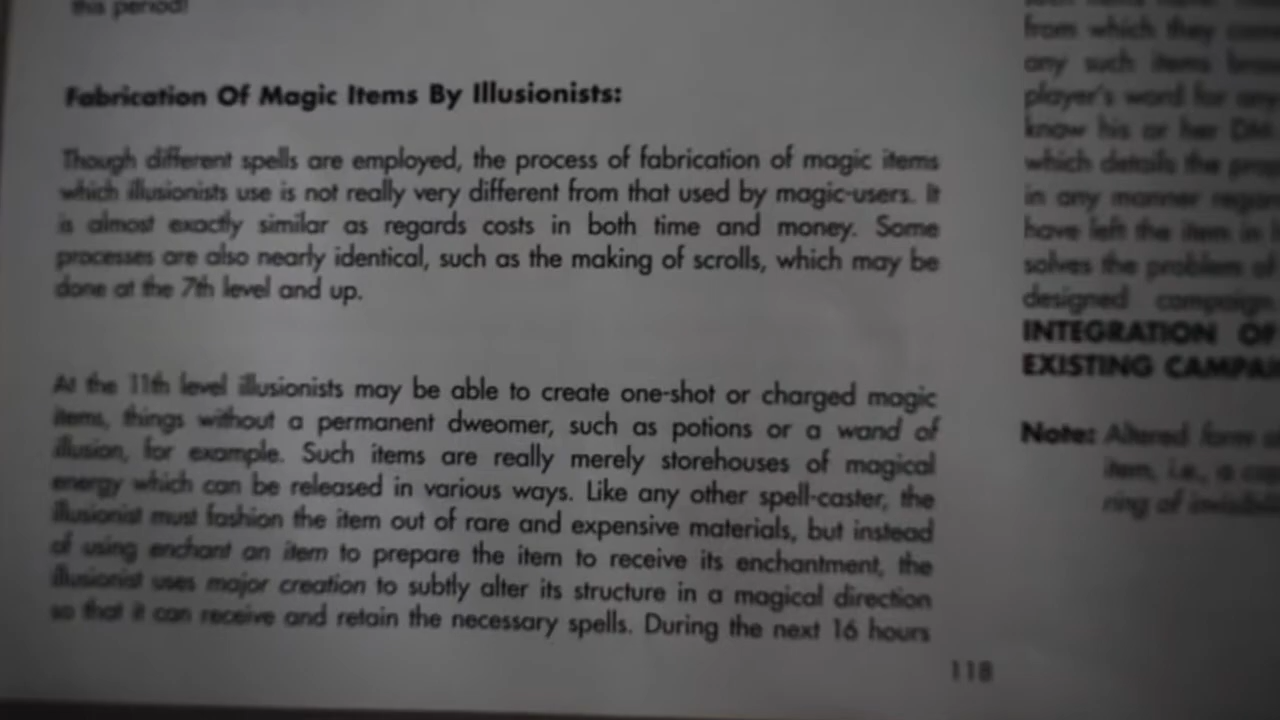 this period!
Fabrication Of Magic Items By Illusionists:
Though different spells are employed, the process of fabrication of magic items
which illusionists use is not really very different from that used by magic-users. It
is almost exactly similar as regards costs in both time and money. Some
processes are also nearly identical, such as the making of scrolls, which may be
done at the 7th level and up.
At the 11th level illusionists may be able to create one-shot or charged magic
items, things without a permanent dweomer, such as potions or a wand of
illusion, for example. Such items are really merely storehouses of magical
energy which can be released in various ways. Like any other spell-caster, the
illusionist must fashion the item out of rare and expensive materials, but instead
of using enchant an item to prepare the item to receive its enchantment, the
illusionist uses major creation to subtly alter its structure in a magical direction
so that it can receive and retain the necessary spells. During the next 16 hours
118
from which they
any such items
player's word for any
know his or her DM
which details the
in any manner
have left the item in
solves the problem of
designed campaign
INTEGRATION OF
EXISTING
Note: Altered form
item, i.e., a
ring of